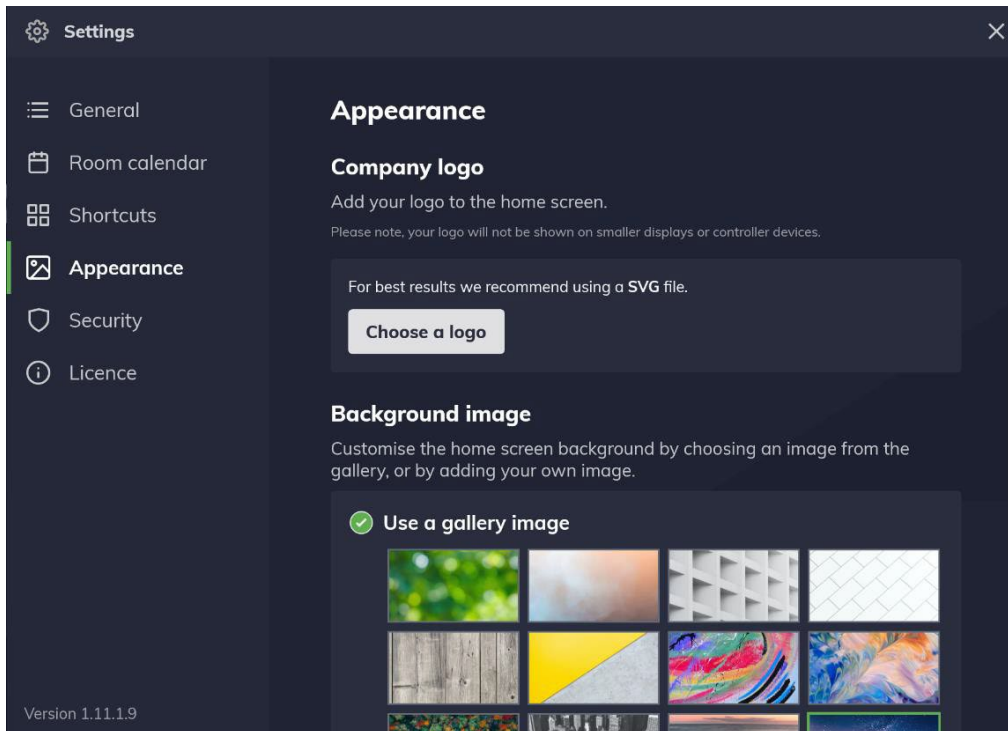 Settings
General
Room calendar
Shortcuts
Appearance
Security
Licence
Version 1.11.1.9
Appearance
Company logo
Add your logo to the home screen.
Please note, your logo will not be shown on smaller displays or controller devices.
For best results we recommend using a SVG file.
Choose a logo
Background image
Customise the home screen background by choosing an image from the
gallery, or by adding your own image.
Use a gallery image